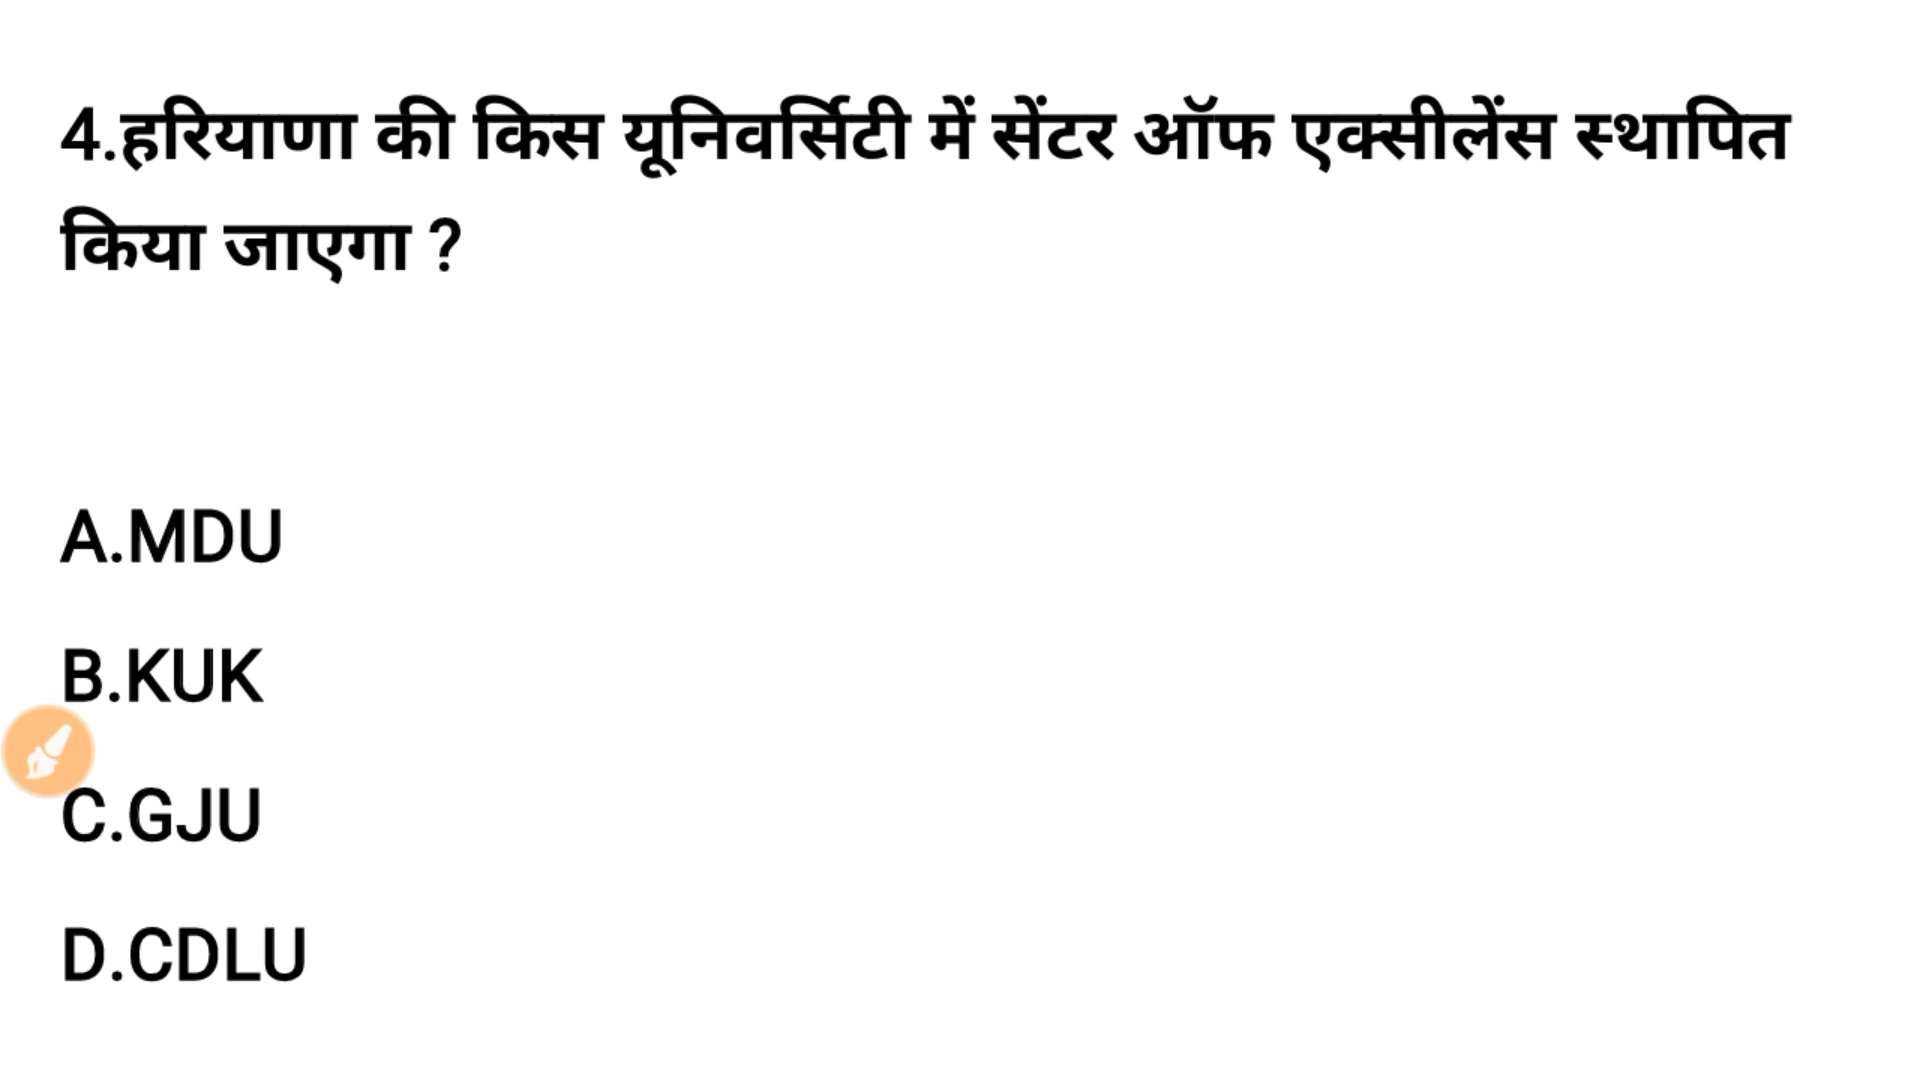 4.हरियाणा की किस यूनिवर्सिटी में सेंटर ऑफ एक्सीलेंस स्थापित
किया जाएगा ?
A.MDU
B.KUK
C.GJU
D.CDLU